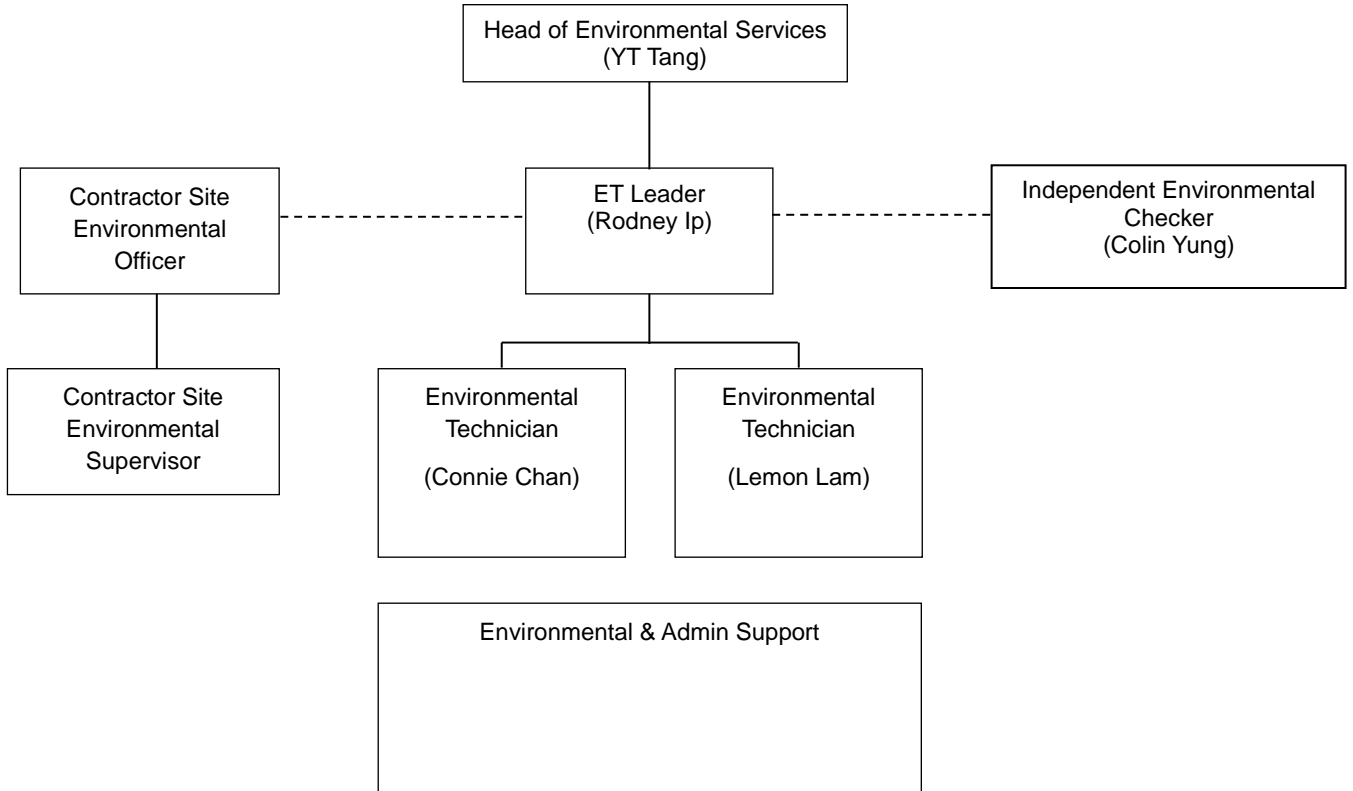 Head of Environmental Services
(YT Tang)
Contractor Site
Environmental
Officer
ET Leader
(Rodney Ip)
Independent Environmental
Checker
(Colin Yung)
Contractor Site
Environmental
Supervisor
Environmental
Technician
(Connie Chan)
Environmental
Technician
(Lemon Lam)
Environmental & Admin Support